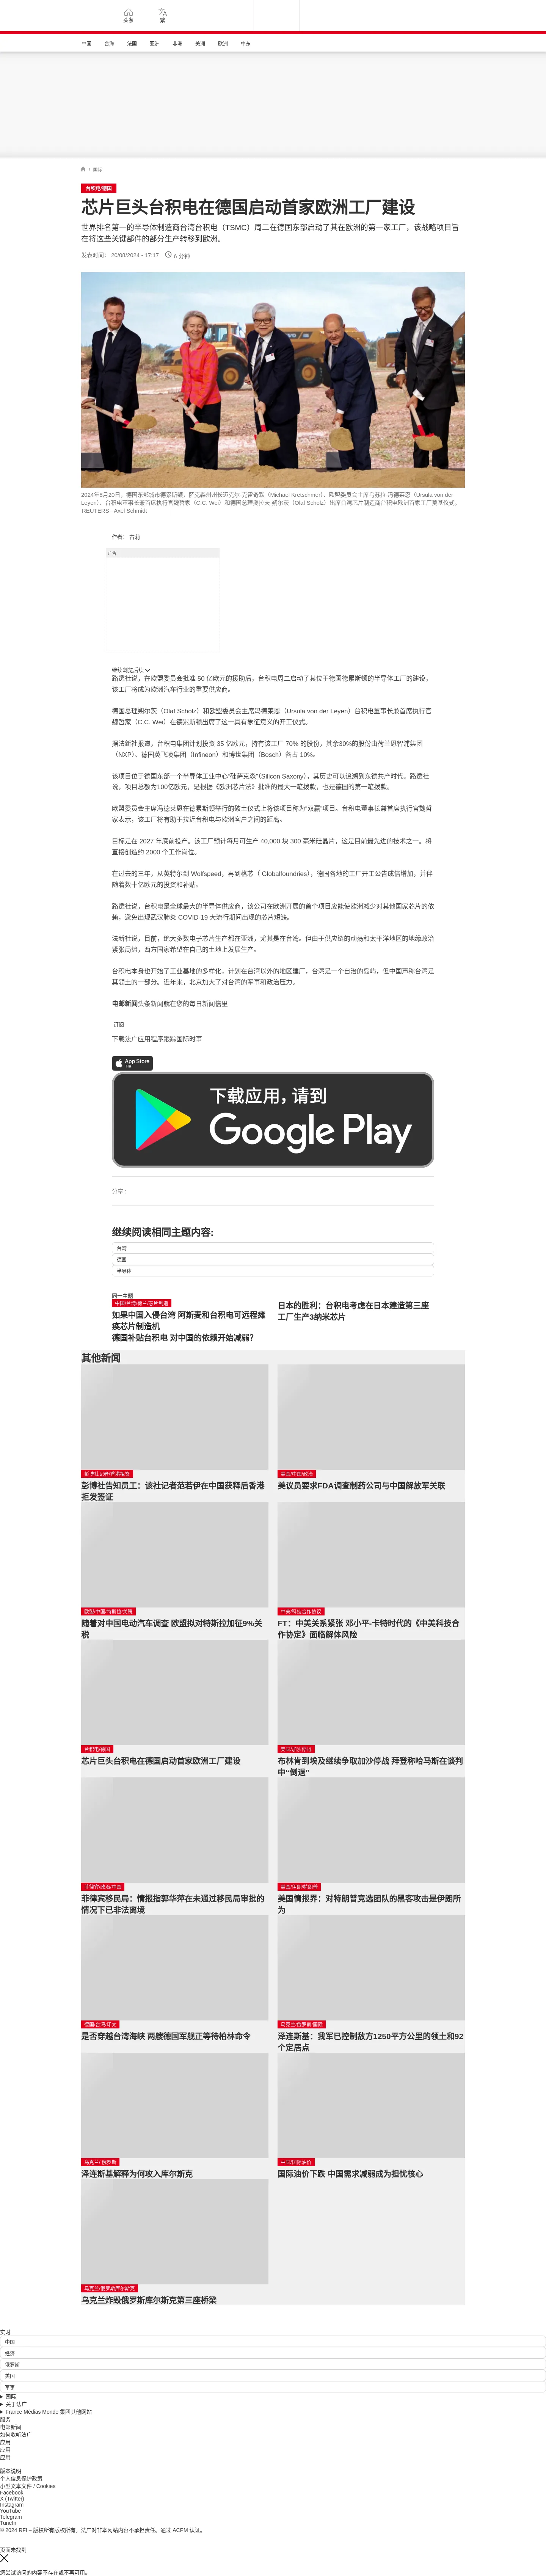 头条
繁
中国 台海 法国 亚洲 非洲 美洲 欧洲 中东
/ 国际
台积电/德国
芯片巨头台积电在德国启动首家欧洲工厂建设
世界排名第一的半导体制造商台湾台积电（TSMC）周二在德国东部启动了其在欧洲的第一家工厂，该战略项目旨
在将这些关键部件的部分生产转移到欧洲。
发表时间： 20/08/2024 - 17:17 6 分钟
2024年8月20日，德国东部城市德累斯顿，萨克森州州长迈克尔·克雷奇默（Michael Kretschmer）、欧盟委员会主席乌苏拉·冯德莱恩（Ursula von der
Leyen）、台积电董事长兼首席执行官魏哲家（C.C. Wei）和德国总理奥拉夫·朔尔茨（Olaf Scholz）出席台湾芯片制造商台积电欧洲首家工厂奠基仪式。
REUTERS - Axel Schmidt
作者： 古莉
广告
继续浏览后续
路透社说，在欧盟委员会批准 50 亿欧元的援助后，台积电周二启动了其位于德国德累斯顿的半导体工厂的建设，
该工厂将成为欧洲汽车行业的重要供应商。
德国总理朔尔茨（Olaf Scholz）和欧盟委员会主席冯德莱恩（Ursula von der Leyen）台积电董事长兼首席执行官
魏哲家（C.C. Wei）在德累斯顿出席了这一具有象征意义的开工仪式。
据法新社报道，台积电集团计划投资 35 亿欧元，持有该工厂 70% 的股份，其余30%的股份由荷兰恩智浦集团
（NXP）、德国英飞凌集团（Infineon）和博世集团（Bosch）各占 10%。
该项目位于德国东部一个半导体工业中心“硅萨克森”（Silicon Saxony），其历史可以追溯到东德共产时代。路透社
说，项目总额为100亿欧元，是根据《欧洲芯片法》批准的最大一笔拨款，也是德国的第一笔拨款。
欧盟委员会主席冯德莱恩在德累斯顿举行的破土仪式上将该项目称为“双赢”项目。台积电董事长兼首席执行官魏哲
家表示，该工厂将有助于拉近台积电与欧洲客户之间的距离。
目标是在 2027 年底前投产。该工厂预计每月可生产 40,000 块 300 毫米硅晶片，这是目前最先进的技术之一。将
直接创造约 2000 个工作岗位。
在过去的三年，从英特尔到 Wolfspeed，再到格芯（ Globalfoundries），德国各地的工厂开工公告成倍增加，并伴
随着数十亿欧元的投资和补贴。
路透社说，台积电是全球最大的半导体供应商，该公司在欧洲开展的首个项目应能使欧洲减少对其他国家芯片的依
赖，避免出现武汉肺炎 COVID-19 大流行期间出现的芯片短缺。
法新社说，目前，绝大多数电子芯片生产都在亚洲，尤其是在台湾。但由于供应链的动荡和太平洋地区的地缘政治
紧张局势，西方国家希望在自己的土地上发展生产。
台积电本身也开始了工业基地的多样化，计划在台湾以外的地区建厂，台湾是一个自治的岛屿，但中国声称台湾是
其领土的一部分。近年来，北京加大了对台湾的军事和政治压力。
电邮新闻头条新闻就在您的每日新闻信里
订阅
下载法广应用程序跟踪国际时事
App Store
下载
下载应用，请到
Google Play
分享 :
继续阅读相同主题内容:
台湾
德国
半导体
同一主题
中国/台湾/荷兰/芯片制造
如果中国入侵台湾 阿斯麦和台积电可远程瘫
痪芯片制造机
日本的胜利：台积电考虑在日本建造第三座
工厂生产3纳米芯片
德国补贴台积电 对中国的依赖开始减弱？
其他新闻
彭博社记者/香港拒签
彭博社告知员工：该社记者范若伊在中国获释后香港
拒发签证
美国/中国/政治
美议员要求FDA调查制药公司与中国解放军关联
欧盟/中国/特斯拉/关税
随着对中国电动汽车调查 欧盟拟对特斯拉加征9%关
税
中美/科技合作协议
FT：中美关系紧张 邓小平-卡特时代的《中美科技合
作协定》面临解体风险
台积电/德国
芯片巨头台积电在德国启动首家欧洲工厂建设
美国/加沙停战
布林肯到埃及继续争取加沙停战 拜登称哈马斯在谈判
中“倒退”
菲律宾/政治/中国
菲律宾移民局：情报指郭华萍在未通过移民局审批的
情况下已非法离境
美国/伊朗/特朗普
美国情报界：对特朗普竞选团队的黑客攻击是伊朗所
为
德国/台湾/印太
是否穿越台湾海峡 两艘德国军舰正等待柏林命令
乌克兰/俄罗斯/国际
泽连斯基：我军已控制敌方1250平方公里的领土和92
个定居点
乌克兰/ 俄罗斯
泽连斯基解释为何攻入库尔斯克
中国/国际油价
国际油价下跌 中国需求减弱成为担忧核心
乌克兰/俄罗斯库尔斯克
乌克兰炸毁俄罗斯库尔斯克第三座桥梁
实时
中国
经济
俄罗斯
美国
军事
国际
关于法广
France Médias Monde 集团其他网站
服务
电邮新闻
如何收听法广
应用
应用
应用
版本说明
个人信息保护政策
小型文本文件 / Cookies
Facebook
X (Twitter)
Instagram
YouTube
Telegram
TuneIn
© 2024 RFI – 版权所有版权所有。法广对非本网站内容不承担责任。通过 ACPM 认证。
页面未找到
您尝试访问的内容不存在或不再可用。